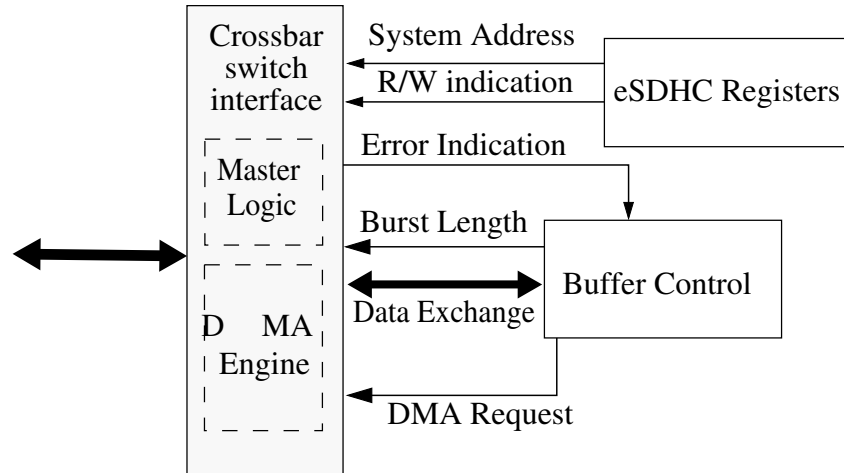 Crossbar
switch
interface
System Address
R/W indication
eSDHC Registers
Master
Logic
Error Indication
Burst Length
Buffer Control
Data Exchange
D MA
Engine
DMA Request